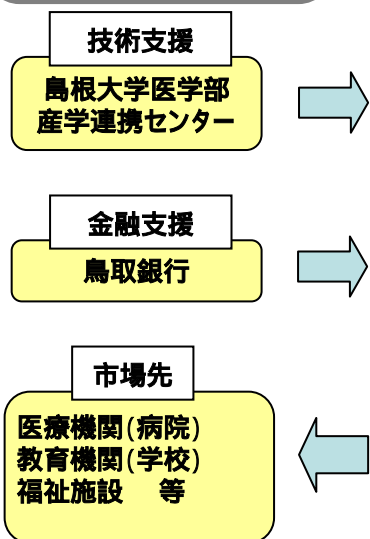 技術支援
島根大学医学部
産学連携センター
金融支援
鳥取銀行
市場先
医療機関(病院)
教育機関(学校)
福祉施設　等